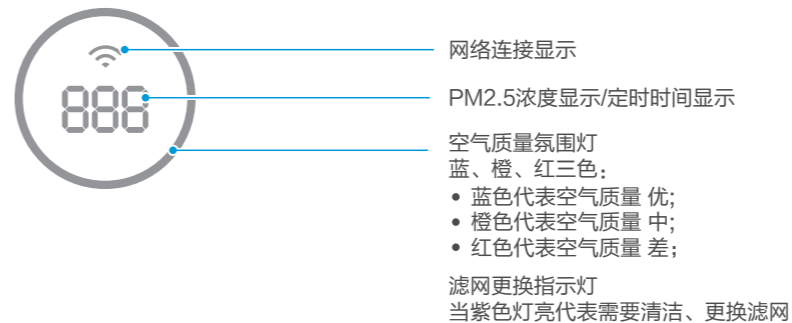 888
网络连接显示
PM2.5浓度显示/定时时间显示
空气质量氛围灯
蓝、橙、红三色：
• 蓝色代表空气质量 优;
• 橙色代表空气质量 中;
• 红色代表空气质量 差；
滤网更换指示灯
当紫色灯亮代表需要清洁、更换滤网